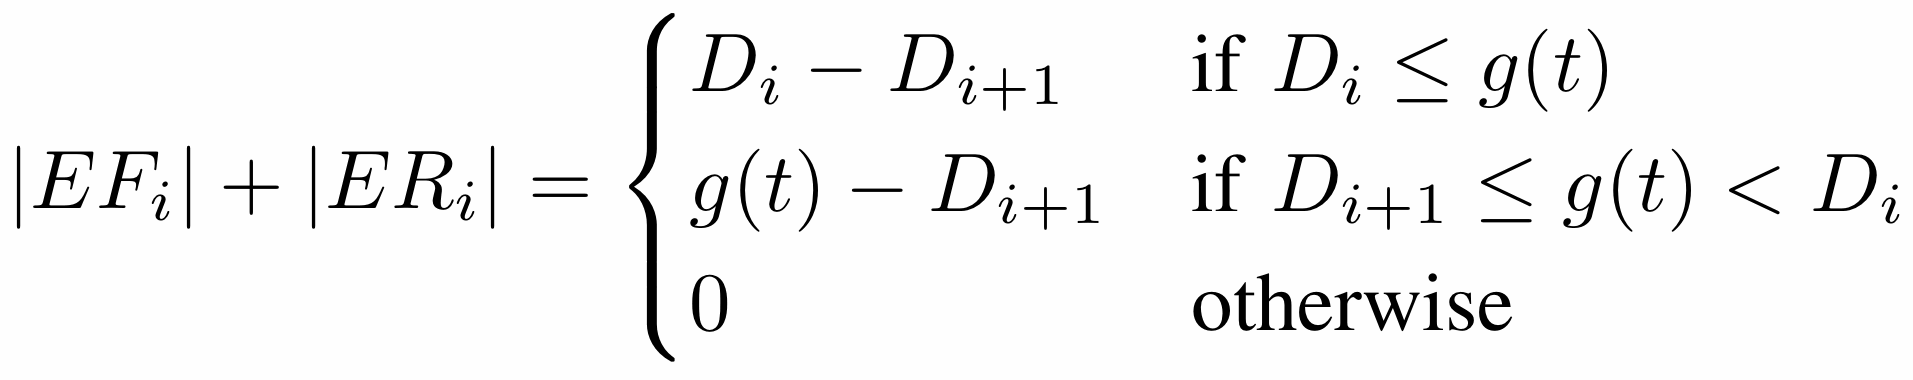 |EF_i| + |ER_i| = { D_i − D_{i+1} if D_i ≤ g(t)
g(t) − D_{i+1} if D_{i+1} ≤ g(t) < D_i
0 otherwise